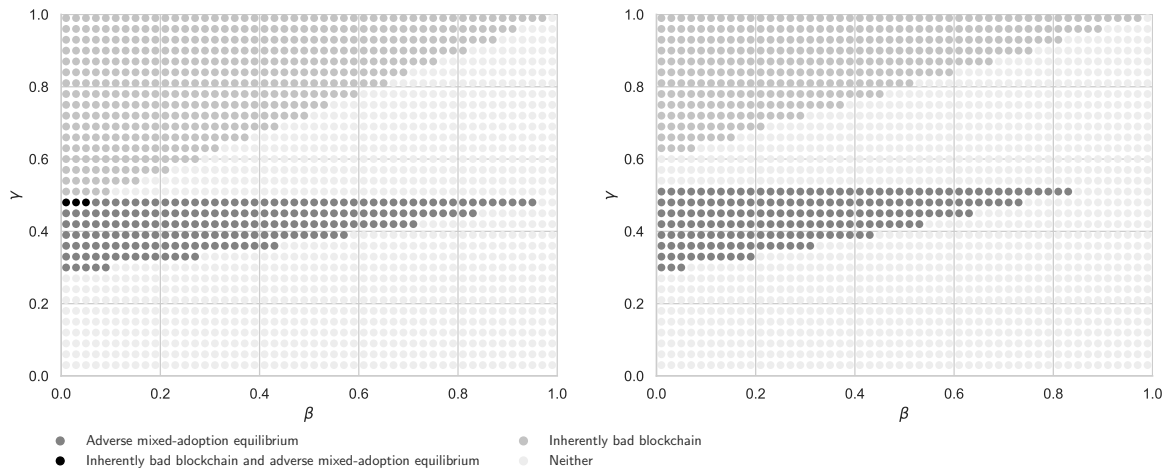 1.0
0.8
0.6
γ
0.4
0.2
0.0
0.0 0.2 0.4 0.6 0.8 1.0
β
1.0
0.8
0.6
γ
0.4
0.2
0.0
0.0 0.2 0.4 0.6 0.8 1.0
β
Adverse mixed-adoption equilibrium
Inherently bad blockchain and adverse mixed-adoption equilibrium
Inherently bad blockchain
Neither